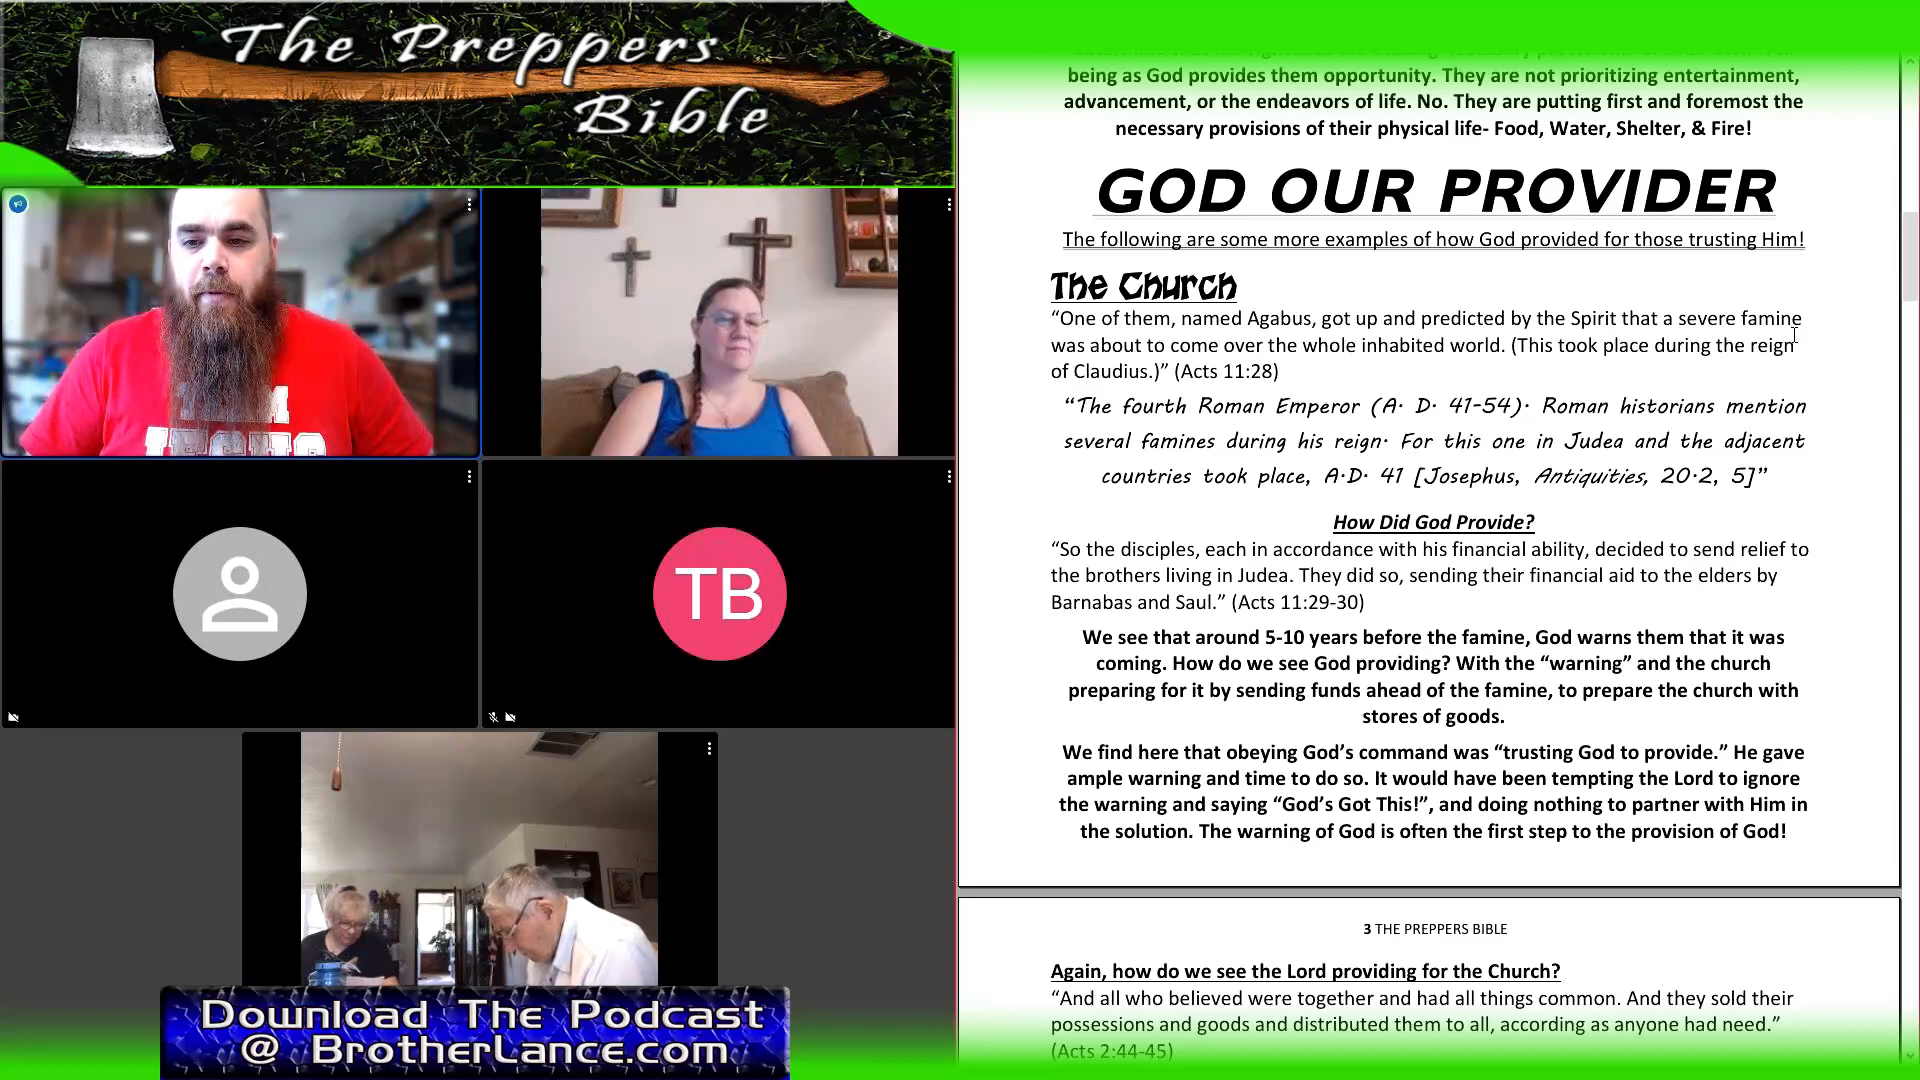 The Preppers
Bible
TB
Download The Podcast
@ BrotherLance.com
being as God provides them opportunity. They are not prioritizing entertainment,
advancement, or the endeavors of life. No. They are putting first and foremost the
necessary provisions of their physical life- Food, Water, Shelter, & Fire!
GOD OUR PROVIDER
The following are some more examples of how God provided for those trusting Him!
The Church
“One of them, named Agabus, got up and predicted by the Spirit that a severe famine
was about to come over the whole inhabited world. (This took place during the reign
of Claudius.)” (Acts 11:28)
“The fourth Roman Emperor (A. D. 41-54). Roman historians mention
several famines during his reign. For this one in Judea and the adjacent
countries took place, A.D. 41 [Josephus, Antiquities, 20.2, 5]”
How Did God Provide?
“So the disciples, each in accordance with his financial ability, decided to send relief to
the brothers living in Judea. They did so, sending their financial aid to the elders by
Barnabas and Saul.” (Acts 11:29-30)
We see that around 5-10 years before the famine, God warns them that it was
coming. How do we see God providing? With the “warning” and the church
preparing for it by sending funds ahead of the famine, to prepare the church with
stores of goods.
We find here that obeying God’s command was “trusting God to provide.” He gave
ample warning and time to do so. It would have been tempting the Lord to ignore
the warning and saying “God’s Got This!”, and doing nothing to partner with Him in
the solution. The warning of God is often the first step to the provision of God!
3 THE PREPPERS BIBLE
Again, how do we see the Lord providing for the Church?
“And all who believed were together and had all things common. And they sold their
possessions and goods and distributed them to all, according as anyone had need.”
(Acts 2:44-45)